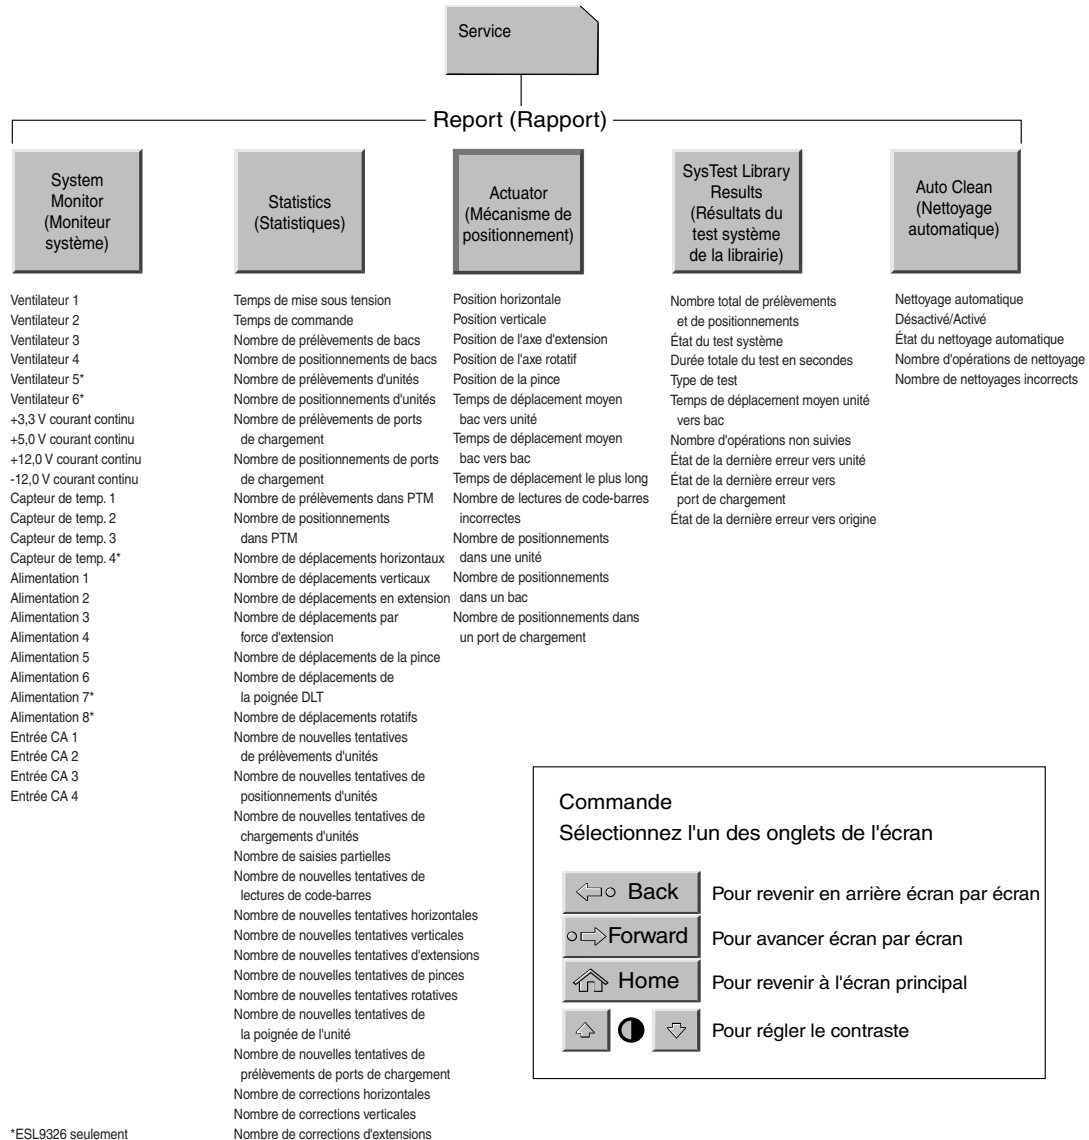 Service
Report (Rapport)
System
Monitor
(Moniteur
système)
Ventilateur 1
Ventilateur 2
Ventilateur 3
Ventilateur 4
Ventilateur 5*
Ventilateur 6*
+3,3 V courant continu
+5,0 V courant continu
+12,0 V courant continu
-12,0 V courant continu
Capteur de temp. 1
Capteur de temp. 2
Capteur de temp. 3
Capteur de temp. 4*
Alimentation 1
Alimentation 2
Alimentation 3
Alimentation 4
Alimentation 5
Alimentation 6
Alimentation 7*
Alimentation 8*
Entrée CA 1
Entrée CA 2
Entrée CA 3
Entrée CA 4
*ESL9326 seulement
Statistics
(Statistiques)
Temps de mise sous tension
Temps de commande
Nombre de prélèvements de bacs
Nombre de positionnements de bacs
Nombre de prélèvements d'unités
Nombre de positionnements d'unités
Nombre de prélèvements de ports
de chargement
Nombre de positionnements de ports
de chargement
Nombre de prélèvements dans PTM
Nombre de positionnements
dans PTM
Nombre de déplacements horizontaux
Nombre de déplacements verticaux
Nombre de déplacements en extension
Nombre de déplacements par
force d'extension
Nombre de déplacements de la pince
Nombre de déplacements de
la poignée DLT
Nombre de déplacements rotatifs
Nombre de nouvelles tentatives
de prélèvements d'unités
Nombre de nouvelles tentatives de
positionnements d'unités
Nombre de nouvelles tentatives de
chargements d'unités
Nombre de saisies partielles
Nombre de nouvelles tentatives de
lectures de code-barres
Nombre de nouvelles tentatives horizontales
Nombre de nouvelles tentatives verticales
Nombre de nouvelles tentatives d'extensions
Nombre de nouvelles tentatives de pinces
Nombre de nouvelles tentatives rotatives
Nombre de nouvelles tentatives de
la poignée de l'unité
Nombre de nouvelles tentatives de
prélèvements de ports de chargement
Nombre de corrections horizontales
Nombre de corrections verticales
Nombre de corrections d'extensions
Actuator
(Mécanisme de
positionnement)
Position horizontale
Position verticale
Position de l'axe d'extension
Position de l'axe rotatif
Position de la pince
Temps de déplacement moyen
bac vers unité
Temps de déplacement moyen
bac vers bac
Temps de déplacement le plus long
Nombre de lectures de code-barres
incorrectes
Nombre de positionnements
dans une unité
Nombre de positionnements
dans un bac
Nombre de positionnements dans
un port de chargement
SysTest Library
Results
(Résultats du
test système
de la librairie)
Nombre total de prélèvements
et de positionnements
État du test système
Durée totale du test en secondes
Type de test
Temps de déplacement moyen unité
vers bac
Nombre d'opérations non suivies
État de la dernière erreur vers unité
État de la dernière erreur vers
port de chargement
État de la dernière erreur vers origine
Auto Clean
(Nettoyage
automatique)
Nettoyage automatique
Désactivé/Activé
État du nettoyage automatique
Nombre d'opérations de nettoyage
Nombre de nettoyages incorrects
Commande
Sélectionnez l'un des onglets de l'écran
Back Pour revenir en arrière écran par écran
Forward Pour avancer écran par écran
Home Pour revenir à l'écran principal
Pour régler le contraste